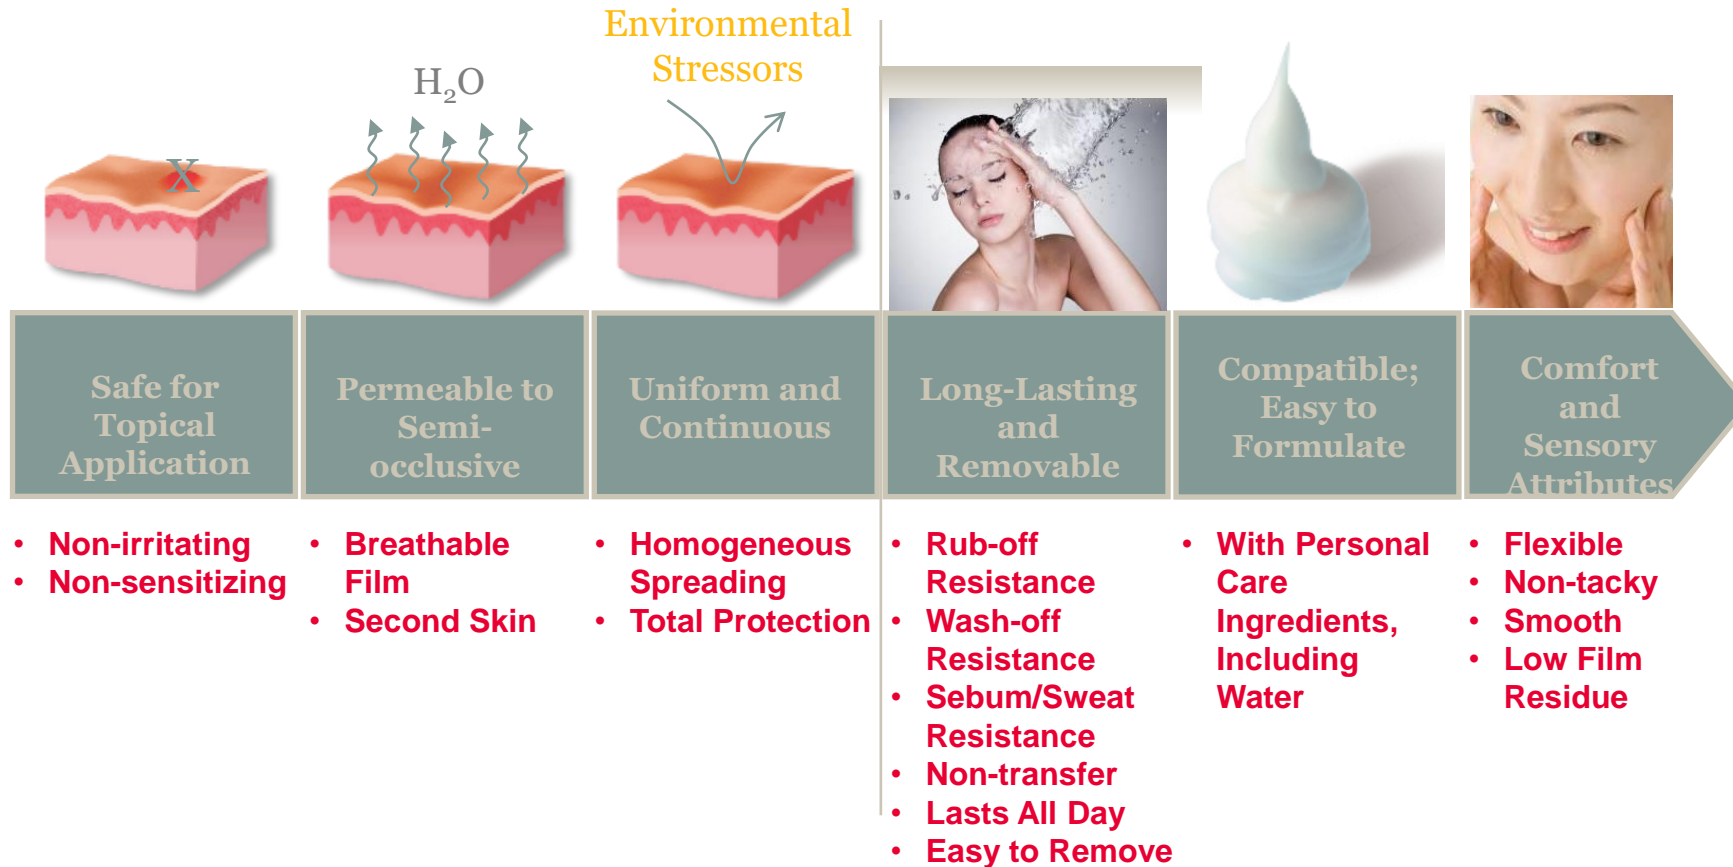 Environmental
Stressors
H₂O
X
Safe for
Topical
Application
Permeable to
Semi-
occlusive
Uniform and
Continuous
Long-Lasting
and
Removable
Compatible;
Easy to
Formulate
Comfort
and
Sensory
Attributes
• Non-irritating
• Non-sensitizing
• Breathable
Film
• Second Skin
• Homogeneous
Spreading
• Total Protection
• Rub-off
Resistance
• Wash-off
Resistance
• Sebum/Sweat
Resistance
• Non-transfer
• Lasts All Day
• Easy to Remove
• With Personal
Care
Ingredients,
Including
Water
• Flexible
• Non-tacky
• Smooth
• Low Film
Residue